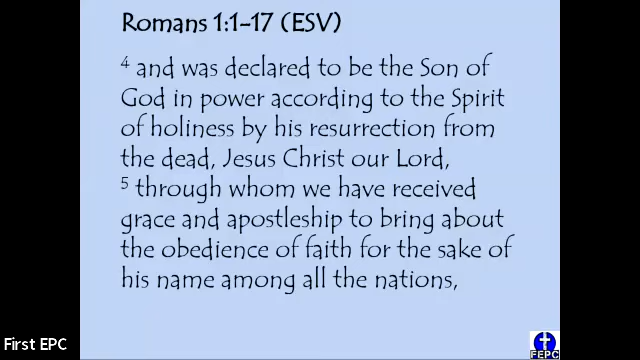 Romans 1:1-17 (ESV)
4 and was declared to be the Son of
God in power according to the Spirit
of holiness by his resurrection from
the dead, Jesus Christ our Lord,
5 through whom we have received
grace and apostleship to bring about
the obedience of faith for the sake of
his name among all the nations,
First EPC
FEPC